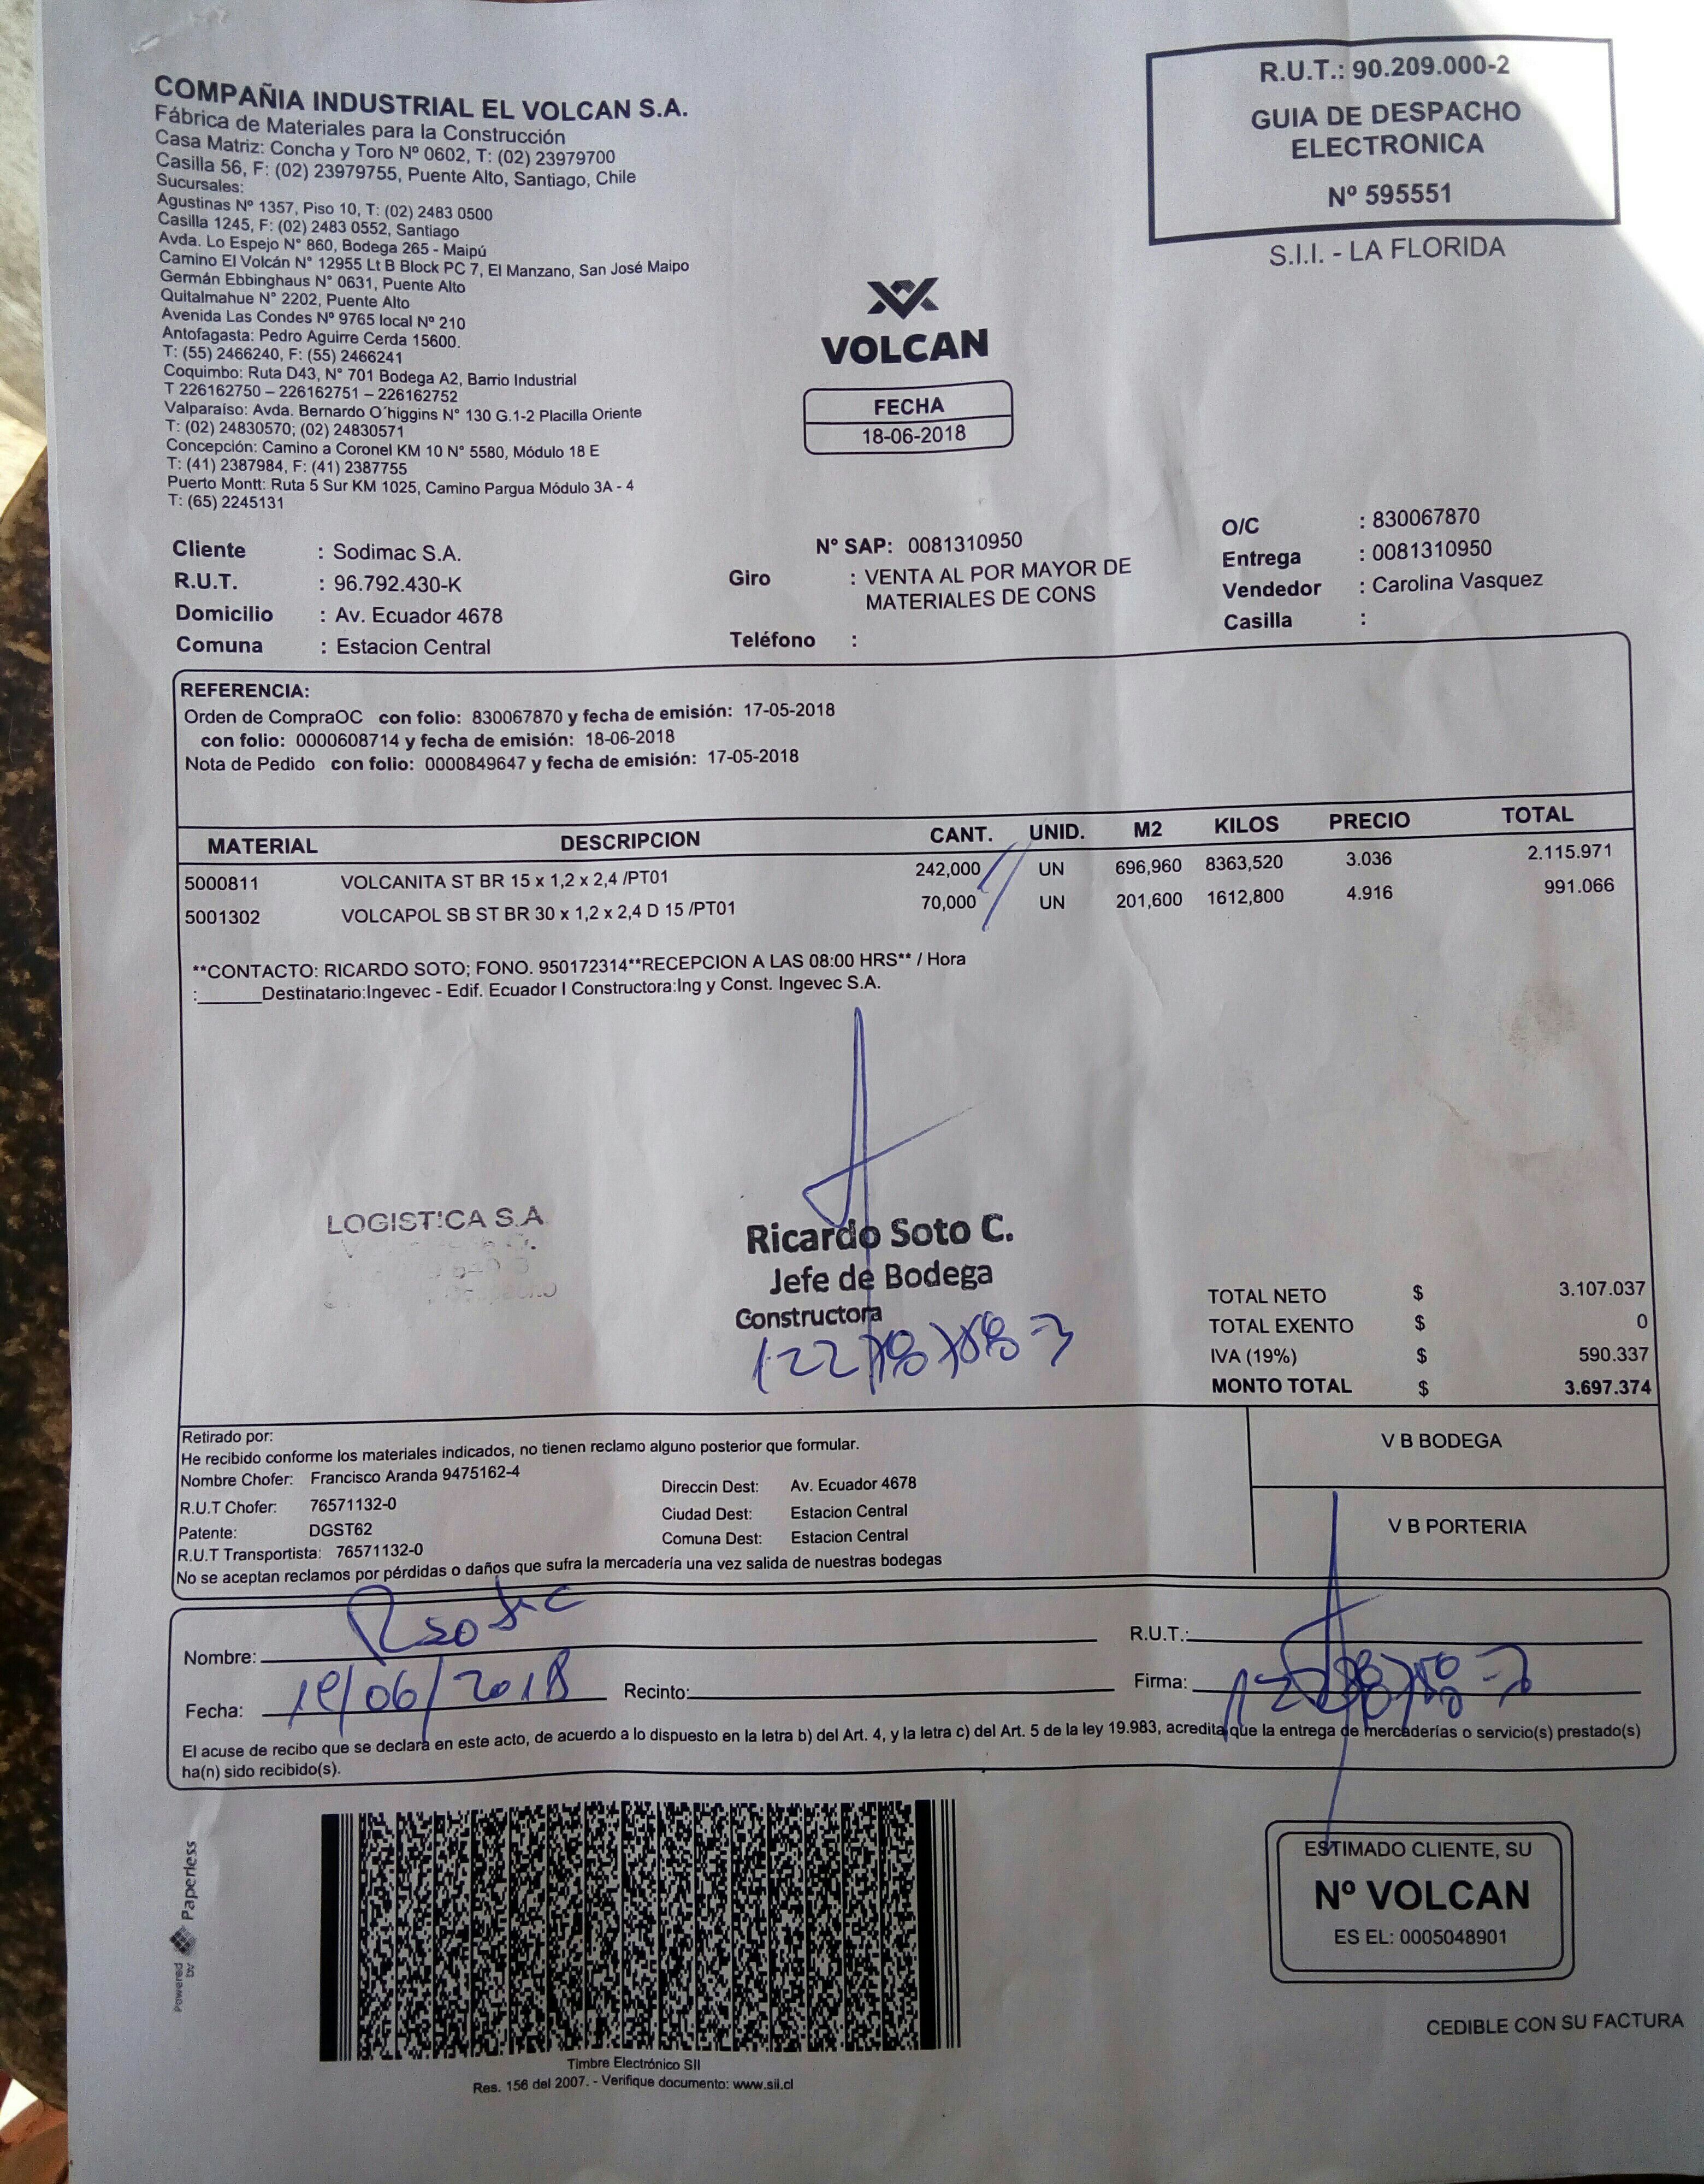 COMPAÑIA INDUSTRIAL EL VOLCAN S.A.
Fábrica de Materiales para la Construcción
Casa Matriz: Concha y Toro Nº 0602, T: (02) 23979700
Casilla 56, F: (02) 23979755, Puente Alto, Santiago, Chile
Sucursales:
Agustinas Nº 1357, Piso 10, T: (02) 2483 0500
Casilla 1245, F: (02) 2483 0552, Santiago
Avda. Lo Espejo N° 860, Bodega 265 - Maipú
Camino El Volcán N° 12955 Lt B Block PC 7, El Manzano, San José Maipo
Germán Ebbinghaus N° 0631, Puente Alto
Quitalmahue N° 2202, Puente Alto
Avenida Las Condes Nº 9765 local Nº 210
Antofagasta: Pedro Aguirre Cerda 15600.
T: (55) 2466240, F: (55) 2466241
Coquimbo: Ruta D43, N° 701 Bodega A2, Barrio Industrial
T 226162750 – 226162751 – 226162752
Valparaíso: Avda. Bernardo O´higgins N° 130 G.1-2 Placilla Oriente
T: (02) 24830570; (02) 24830571
Concepción: Camino a Coronel KM 10 N° 5580, Módulo 18 E
T: (41) 2387984, F: (41) 2387755
Puerto Montt: Ruta 5 Sur KM 1025, Camino Pargua Módulo 3A - 4
T: (65) 2245131
R.U.T.: 90.209.000-2
GUIA DE DESPACHO
ELECTRONICA
Nº 595551
S.I.I. - LA FLORIDA
VOLCAN
FECHA
18-06-2018
Cliente : Sodimac S.A.
R.U.T. : 96.792.430-K
Domicilio : Av. Ecuador 4678
Comuna : Estacion Central
Nº SAP: 0081310950
Giro : VENTA AL POR MAYOR DE
MATERIALES DE CONS
Teléfono :
O/C : 830067870
Entrega : 0081310950
Vendedor : Carolina Vasquez
Casilla :
REFERENCIA:
Orden de CompraOC con folio: 830067870 y fecha de emisión: 17-05-2018
con folio: 0000608714 y fecha de emisión: 18-06-2018
Nota de Pedido con folio: 0000849647 y fecha de emisión: 17-05-2018
MATERIAL DESCRIPCION CANT. UNID. M2 KILOS PRECIO TOTAL
5000811 VOLCANITA ST BR 15 x 1,2 x 2,4 /PT01 242,000 UN 696,960 8363,520 3.036 2.115.971
5001302 VOLCAPOL SB ST BR 30 x 1,2 x 2,4 D 15 /PT01 70,000 UN 201,600 1612,800 4.916 991.066
**CONTACTO: RICARDO SOTO; FONO. 950172314**RECEPCION A LAS 08:00 HRS** / Hora
:______Destinatario:Ingevec - Edif. Ecuador I Constructora:Ing y Const. Ingevec S.A.
LOGISTICA S.A
Ricardo Soto C.
Jefe de Bodega
Constructora
TOTAL NETO $ 3.107.037
TOTAL EXENTO $ 0
IVA (19%) $ 590.337
MONTO TOTAL $ 3.697.374
Retirado por:
He recibido conforme los materiales indicados, no tienen reclamo alguno posterior que formular.
Nombre Chofer: Francisco Aranda 9475162-4
R.U.T Chofer: 76571132-0
Patente: DGST62
R.U.T Transportista: 76571132-0
Direccin Dest: Av. Ecuador 4678
Ciudad Dest: Estacion Central
Comuna Dest: Estacion Central
No se aceptan reclamos por pérdidas o daños que sufra la mercadería una vez salida de nuestras bodegas
V B BODEGA
V B PORTERIA
Nombre: R.U.T.:
Fecha: 19/06/2018 Recinto: Firma:
El acuse de recibo que se declara en este acto, de acuerdo a lo dispuesto en la letra b) del Art. 4, y la letra c) del Art. 5 de la ley 19.983, acredita que la entrega de mercaderías o servicio(s) prestado(s)
ha(n) sido recibido(s).
Powered by Paperless
Timbre Electrónico SII
Res. 156 del 2007. - Verifique documento: www.sii.cl
ESTIMADO CLIENTE, SU
Nº VOLCAN
ES EL: 0005048901
CEDIBLE CON SU FACTURA